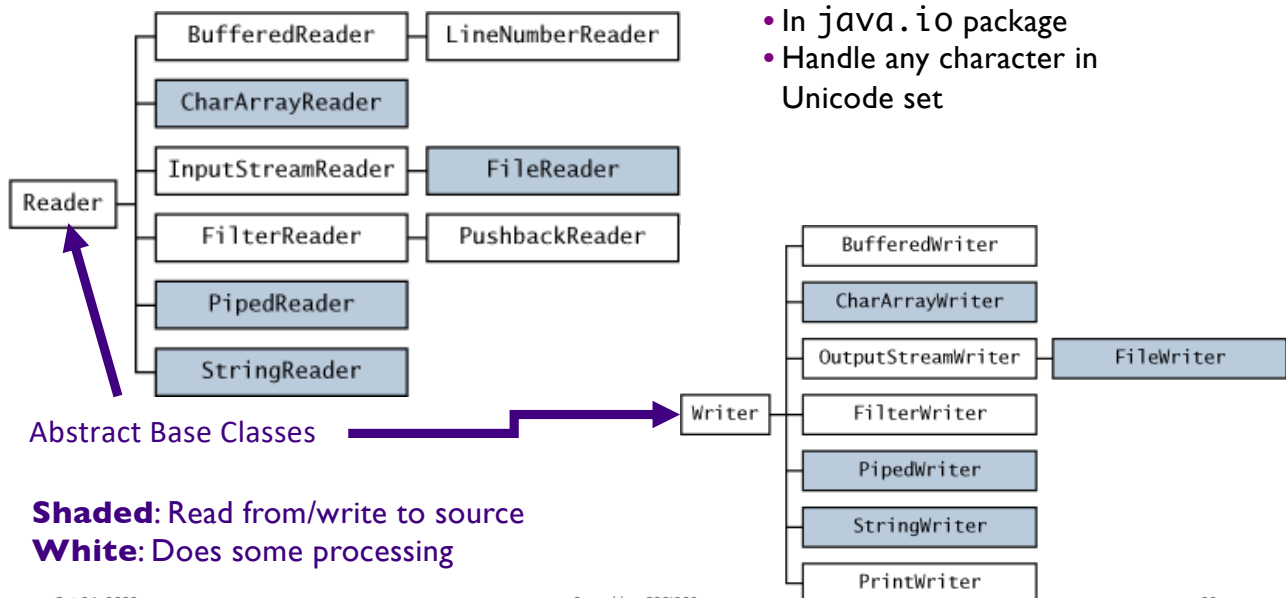 • In java.io package
• Handle any character in
Unicode set
Reader
BufferedReader
LineNumberReader
CharArrayReader
InputStreamReader
FileReader
FilterReader
PushbackReader
PipedReader
StringReader
Abstract Base Classes
Writer
BufferedWriter
CharArrayWriter
OutputStreamWriter
FileWriter
FilterWriter
PipedWriter
StringWriter
PrintWriter
Shaded: Read from/write to source
White: Does some processing